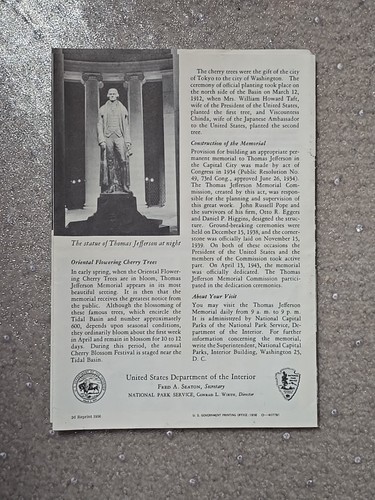 The statue of Thomas Jefferson at night
Oriental Flowering Cherry Trees
In early spring, when the Oriental Flower-
ing Cherry Trees are in bloom, Thomas
Jefferson Memorial appears in its most
beautiful setting. It is then that the
memorial receives the greatest notice from
the public. Although the blossoming of
these famous trees, which encircle the
Tidal Basin and number approximately
600, depends upon seasonal conditions,
they ordinarily bloom about the first week
in April and remain in blossom for 10 to 12
days. During this period, the annual
Cherry Blossom Festival is staged near the
Tidal Basin.
The cherry trees were the gift of the city
of Tokyo to the city of Washington. The
ceremony of official planting took place on
the north side of the Basin on March 12,
1912, when Mrs. William Howard Taft,
wife of the President of the United States,
planted the first tree, and Viscountess
Chinda, wife of the Japanese Ambassador
to the United States, planted the second
tree.
Construction of the Memorial
Provision for building an appropriate per-
manent memorial to Thomas Jefferson in
the Capital City was made by act of
Congress in 1934 (Public Resolution No.
49, 73rd Cong., approved June 26, 1934).
The Thomas Jefferson Memorial Com-
mission, created by this act, was respon-
sible for the planning and supervision of
this great work. John Russell Pope and
the survivors of his firm, Otto R. Eggers
and Daniel P. Higgins, designed the struc-
ture. Ground-breaking ceremonies were
held on December 15, 1938, and the corner-
stone was officially laid on November 15,
1939. On both of these occasions the
President of the United States and the
members of the Commission took active
part. On April 13, 1943, the memorial
was officially dedicated. The Thomas
Jefferson Memorial Commission partici-
pated in the dedication ceremonies.
About Your Visit
You may visit the Thomas Jefferson
Memorial daily from 9 a. m. to 9 p. m.
It is administered by National Capital
Parks of the National Park Service, De-
partment of the Interior. For further
information concerning the memorial,
write the Superintendent, National Capital
Parks, Interior Building, Washington 25,
D. C.
United States Department of the Interior
Fred A. Seaton, Secretary
NATIONAL PARK SERVICE, Conrad L. Wirth, Director
Reprint 1958
U. S. GOVERNMENT PRINTING OFFICE